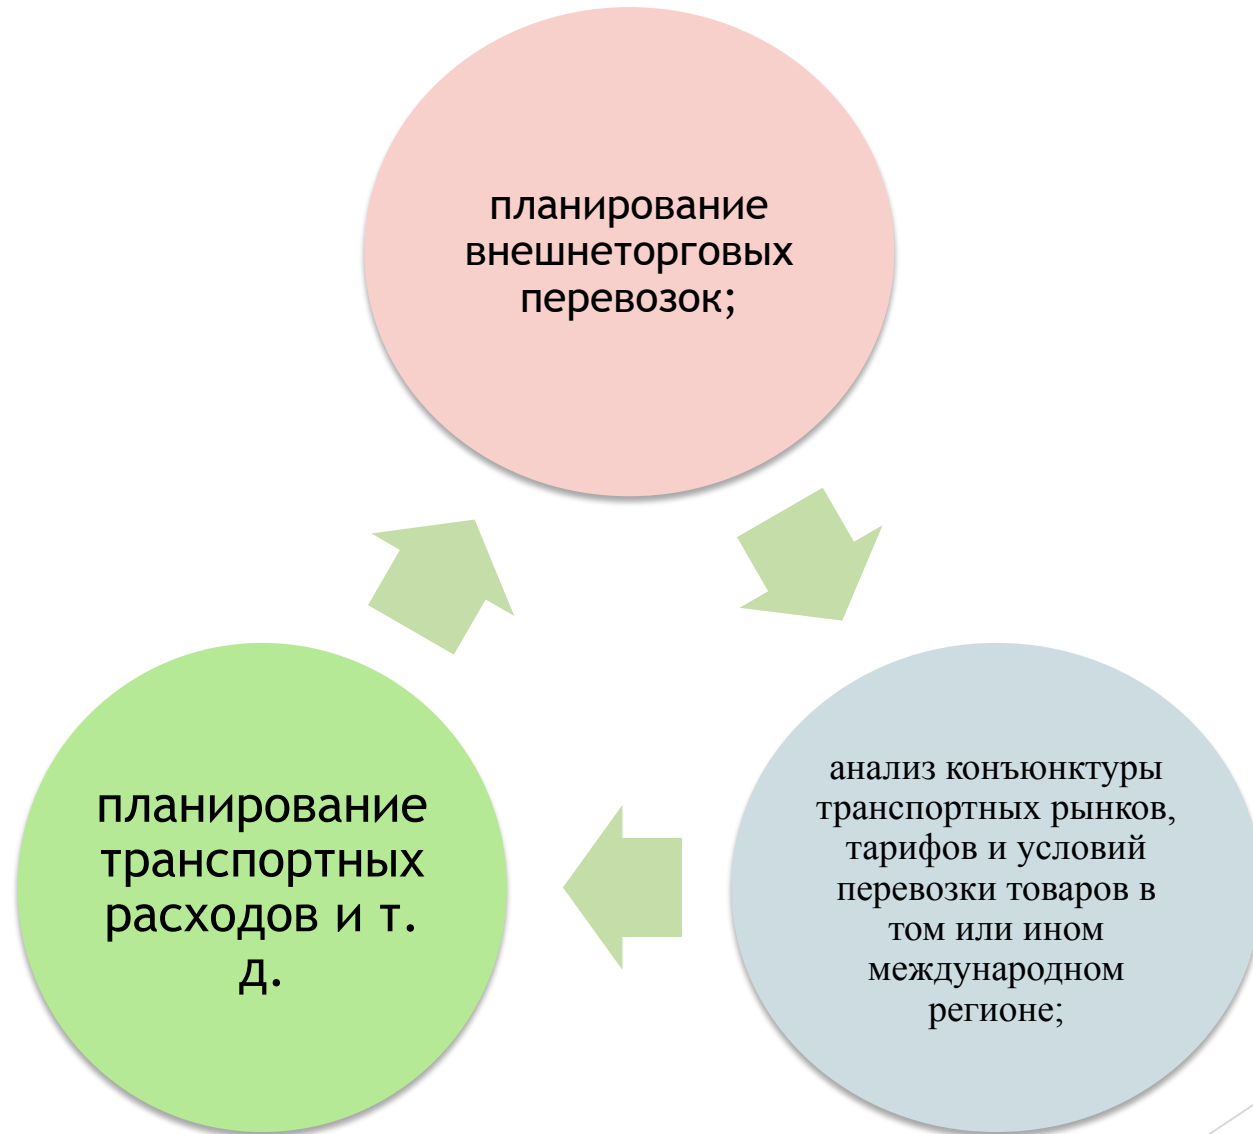 планирование
внешнеторговых
перевозок;
анализ конъюнктуры
транспортных рынков,
тарифов и условий
перевозки товаров в
том или ином
международном
регионе;
планирование
транспортных
расходов и т.
д.